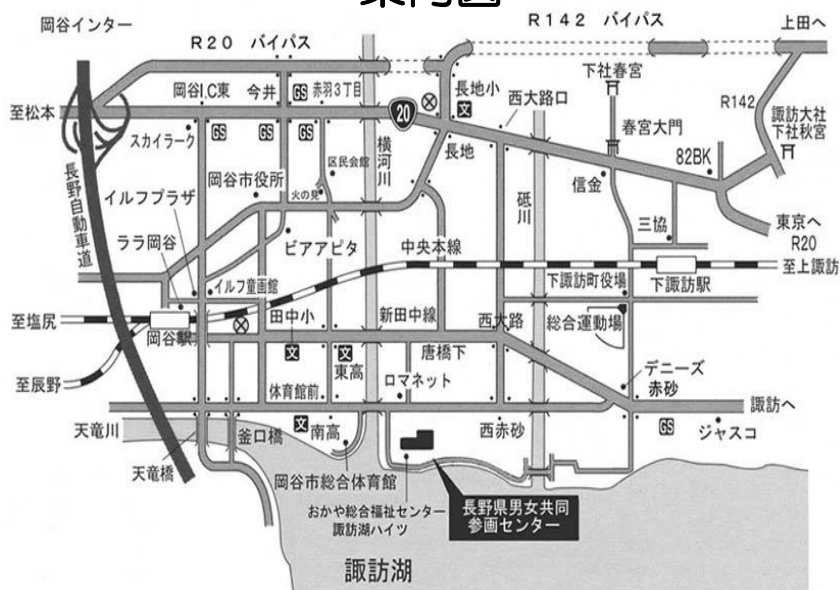 案内図
岡谷インター
R20 バイパス
R142 バイパス
上田へ
岡谷I.C東
今井
GS
赤羽3丁目
20
長地小
文
西大路口
下社春宮
R142
至松本
スカイラーク
GS
GS
GS
横河川
長地
春宮大門
諏訪大社
下社秋宮
長野自動車道
区民会館
82BK
岡谷市役所
火の見
信金
イルフプラザ
砥川
三協
東京へ
R20
ララ岡谷
ビアアピタ
中央本線
イルフ童画館
下諏訪町役場
下諏訪駅
至上諏訪
至塩尻
岡谷駅
田中小
新田中線
西大路
総合運動場
文
文
東高
唐橋下
デニーズ
至辰野
体育館前
ロマネット
赤砂
諏訪へ
天竜川
釜口橋
文
南高
西赤砂
GS
ジャスコ
天竜橋
岡谷市総合体育館
おかや総合福祉センター
諏訪湖ハイツ
長野県男女共同
参画センター
諏訪湖